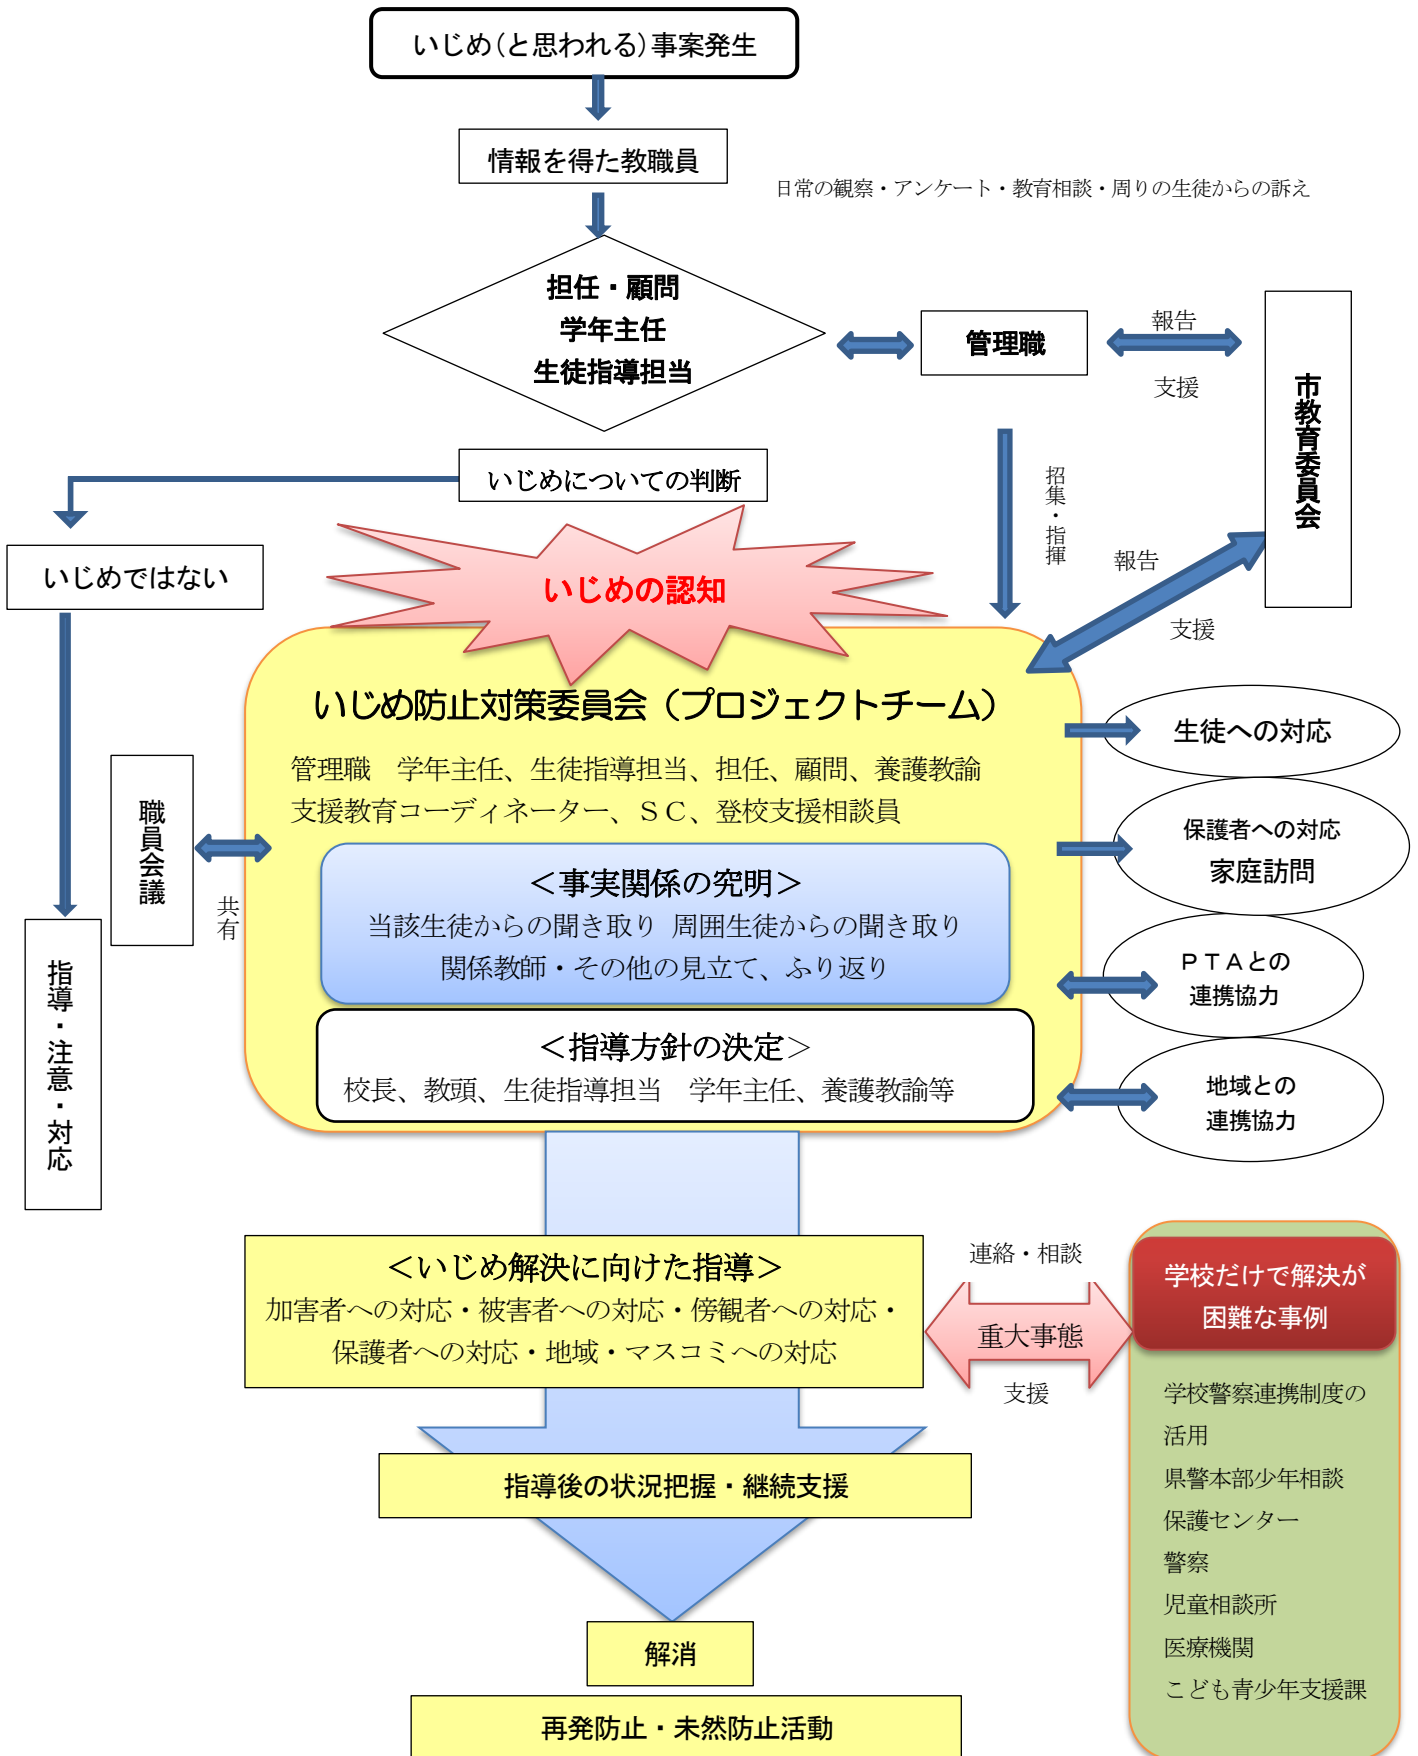 いじめ(と思われる)事案発生
情報を得た教職員
日常の観察・アンケート・教育相談・周りの生徒からの訴え
担任・顧問
学年主任
生徒指導担当
管理職
報告
支援
市教育委員会
いじめについての判断
招集・指揮
報告
支援
いじめではない
いじめの認知
いじめ防止対策委員会(プロジェクトチーム)
管理職　学年主任、生徒指導担当、担任、顧問、養護教諭
支援教育コーディネーター、ＳＣ、登校支援相談員
職員会議
共有
指導・注意・対応
＜事実関係の究明＞
当該生徒からの聞き取り 周囲生徒からの聞き取り
関係教師・その他の見立て、ふり返り
＜指導方針の決定＞
校長、教頭、生徒指導担当　学年主任、養護教諭等
生徒への対応
保護者への対応
家庭訪問
ＰＴＡとの
連携協力
地域との
連携協力
＜いじめ解決に向けた指導＞
加害者への対応・被害者への対応・傍観者への対応・
保護者への対応・地域・マスコミへの対応
連絡・相談
重大事態
支援
学校だけで解決が
困難な事例
学校警察連携制度の
活用
県警本部少年相談
保護センター
警察
児童相談所
医療機関
こども青少年支援課
指導後の状況把握・継続支援
解消
再発防止・未然防止活動